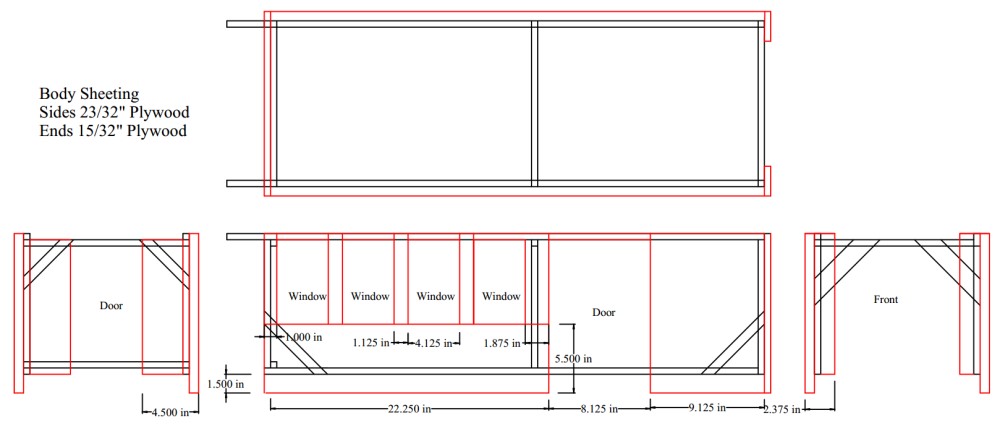 Body Sheeting
Sides 23/32" Plywood
Ends 15/32" Plywood
Door
Window
Window
Window
Window
Door
Front
1.000 in
1.125 in
4.125 in
1.875 in
5.500 in
1.500 in
4.500 in
22.250 in
8.125 in
9.125 in
2.375 in